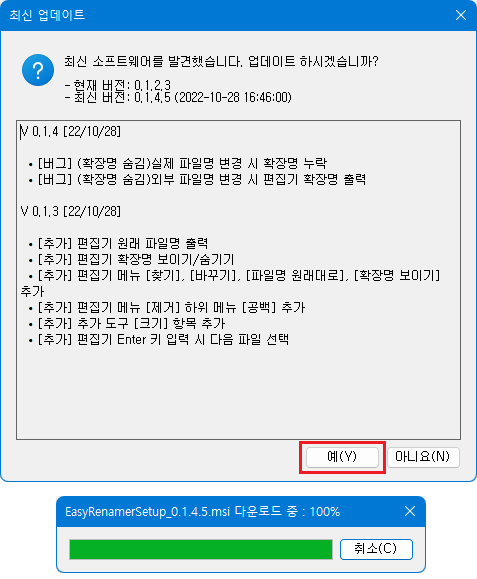 최신 업데이트
최신 소프트웨어를 발견했습니다. 업데이트 하시겠습니까?
- 현재 버전: 0.1.2.3
- 최신 버전: 0.1.4.5 (2022-10-28 16:46:00)
V 0.1.4 [22/10/28]
• [버그] (확장명 숨김)실제 파일명 변경 시 확장명 누락
• [버그] (확장명 숨김)외부 파일명 변경 시 편집기 확장명 출력
V 0.1.3 [22/10/28]
• [추가] 편집기 원래 파일명 출력
• [추가] 편집기 확장명 보이기/숨기기
• [추가] 편집기 메뉴 [찾기], [바꾸기], [파일명 원래대로], [확장명 보이기]
추가
• [추가] 편집기 메뉴 [제거] 하위 메뉴 [공백] 추가
• [추가] 추가 도구 [크기] 항목 추가
• [추가] 편집기 Enter 키 입력 시 다음 파일 선택
예(Y)
아니요(N)
EasyRenamerSetup_0.1.4.5.msi 다운로드 중 : 100%
취소(C)